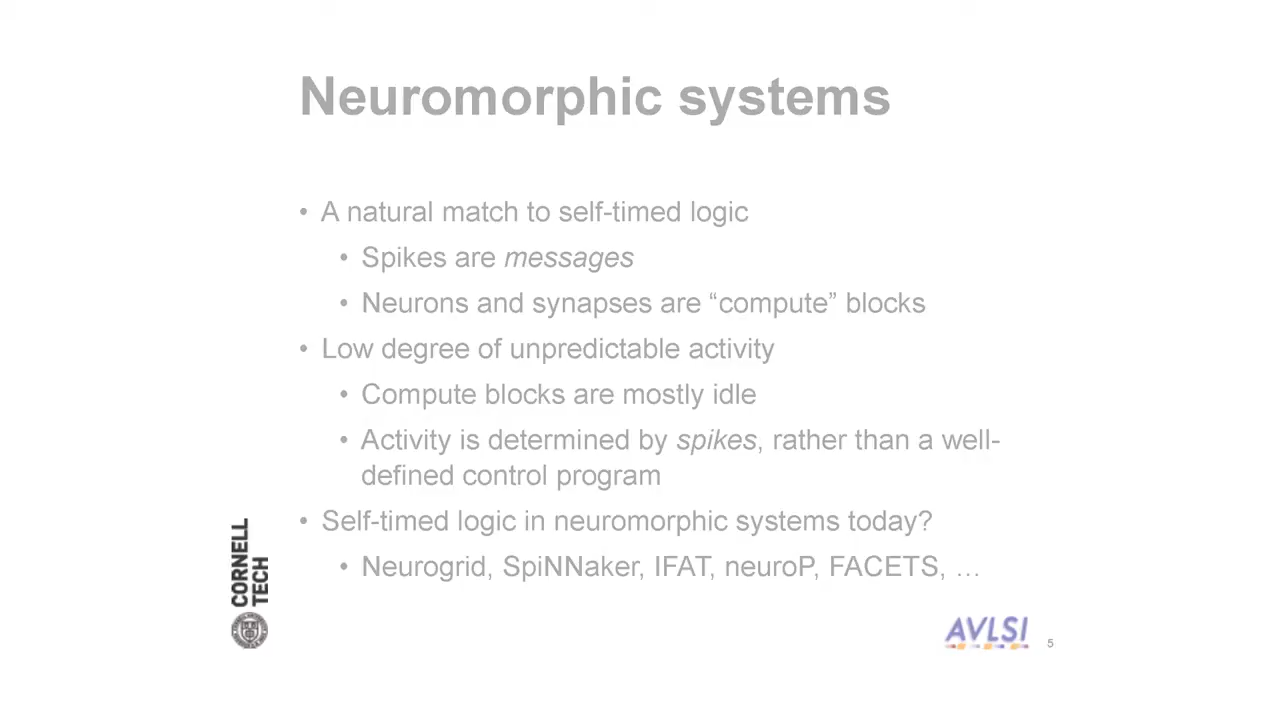 Neuromorphic systems
• A natural match to self-timed logic
• Spikes are messages
• Neurons and synapses are “compute” blocks
• Low degree of unpredictable activity
• Compute blocks are mostly idle
• Activity is determined by spikes, rather than a well-
defined control program
• Self-timed logic in neuromorphic systems today?
• Neurogrid, SpiNNaker, IFAT, neuroP, FACETS, …
CORNELL
TECH
AVLSI
5